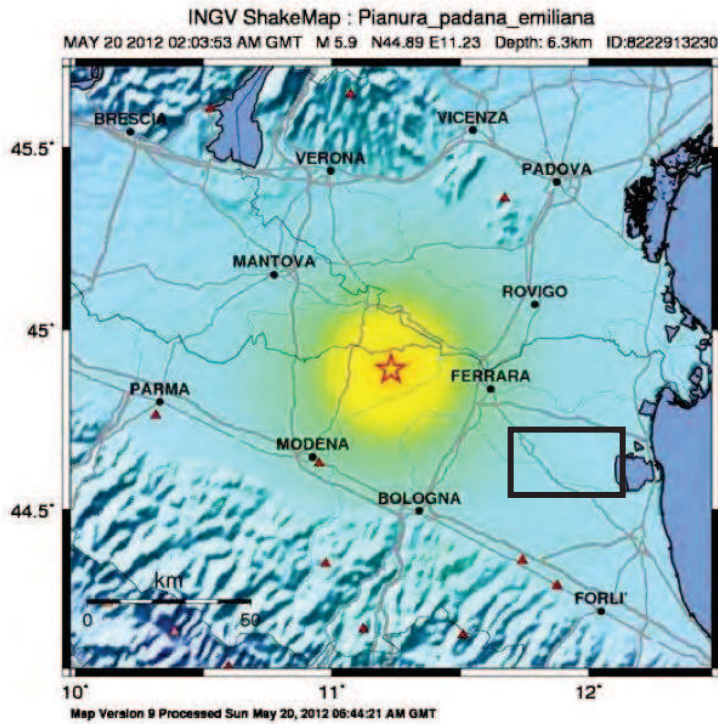 INGV ShakeMap : Pianura_padana_emiliana
MAY 20 2012 02:03:53 AM GMT M 5.9 N44.89 E11.23 Depth: 6.3km ID:8222913230
BRESCIA
VICENZA
45.5˚
VERONA
PADOVA
MANTOVA
ROVIGO
45˚
FERRARA
PARMA
MODENA
BOLOGNA
44.5˚
km
FORLI'
0 50
10˚ 11˚ 12˚
Map Version 9 Processed Sun May 20, 2012 06:44:21 AM GMT